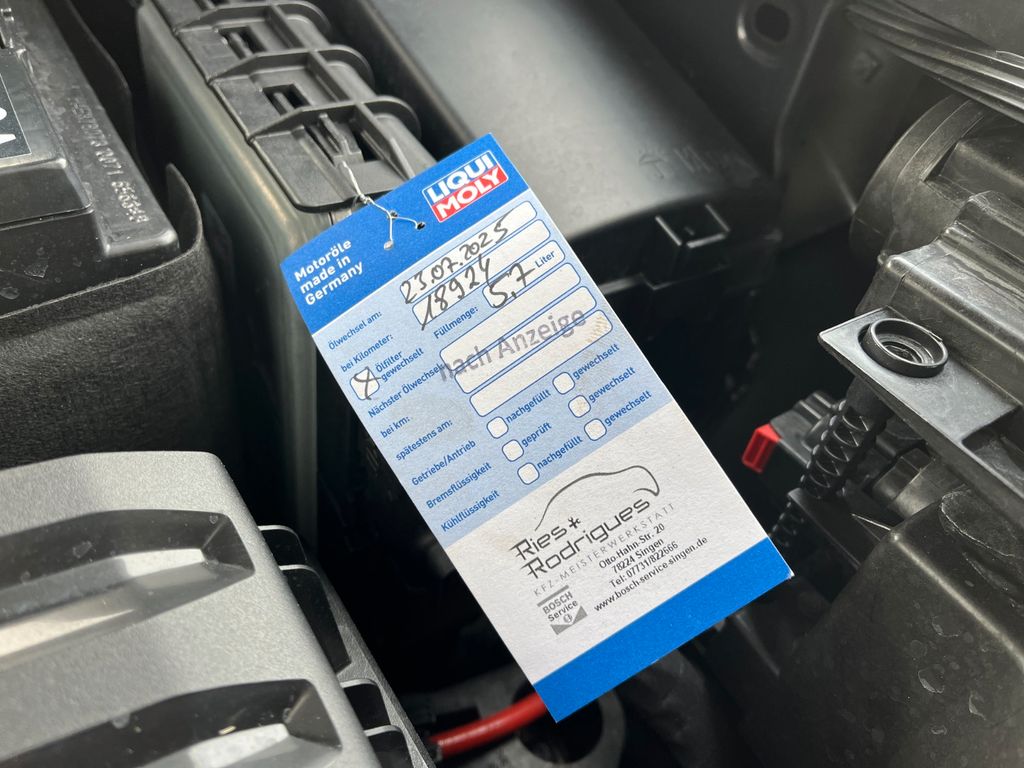 LIQUI
MOLY
Motoröle
made in
Germany
Ölwechsel am: 23.07.2025
bei Kilometer: 18924
Ölfilter
gewechselt
Füllmenge: 5,7 Liter
Nächster Ölwechsel
nach Anzeige
bei km:
spätestens am:
Getriebe/Antrieb nachgefüllt gewechselt
Bremsflüssigkeit geprüft gewechselt
Kühlflüssigkeit nachgefüllt gewechselt
Ries+
Rodrigues
KFZ-MEISTERWERKSTATT
Otto-Hahn-Str. 20
78224 Singen
Tel: 07731/822666
www.bosch-service-singen.de
BOSCH
Service